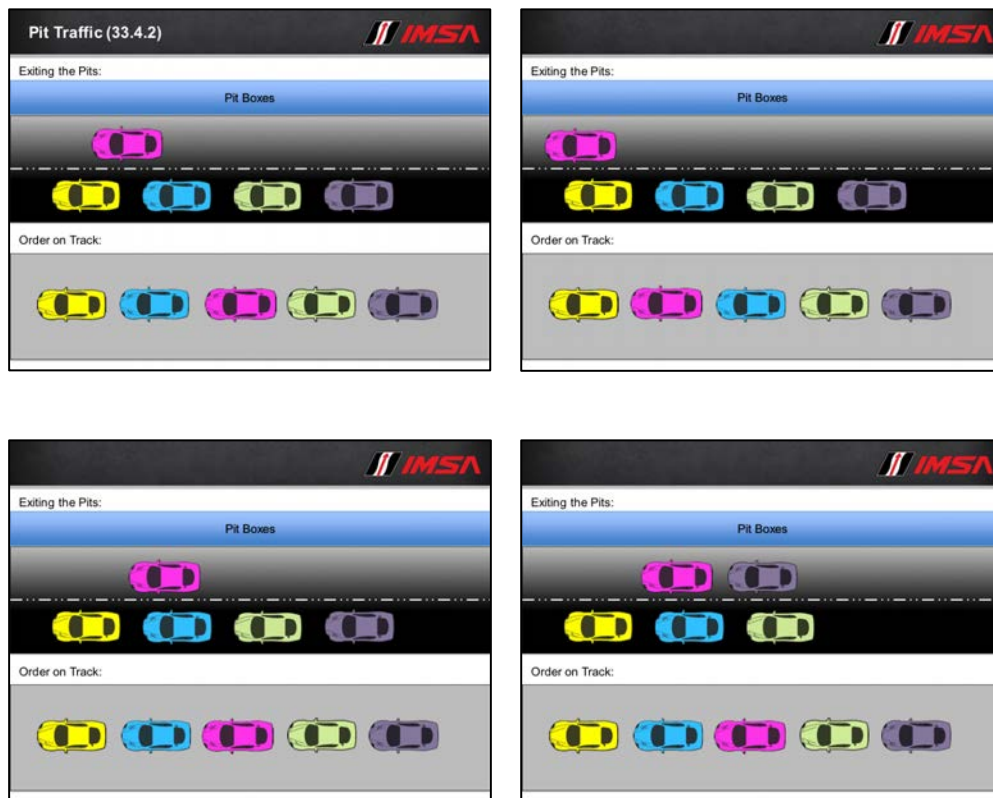 Pit Traffic (33.4.2)
IMSA
Exiting the Pits:
Pit Boxes
Order on Track:
IMSA
Exiting the Pits:
Pit Boxes
Order on Track:
IMSA
Exiting the Pits:
Pit Boxes
Order on Track:
IMSA
Exiting the Pits:
Pit Boxes
Order on Track: